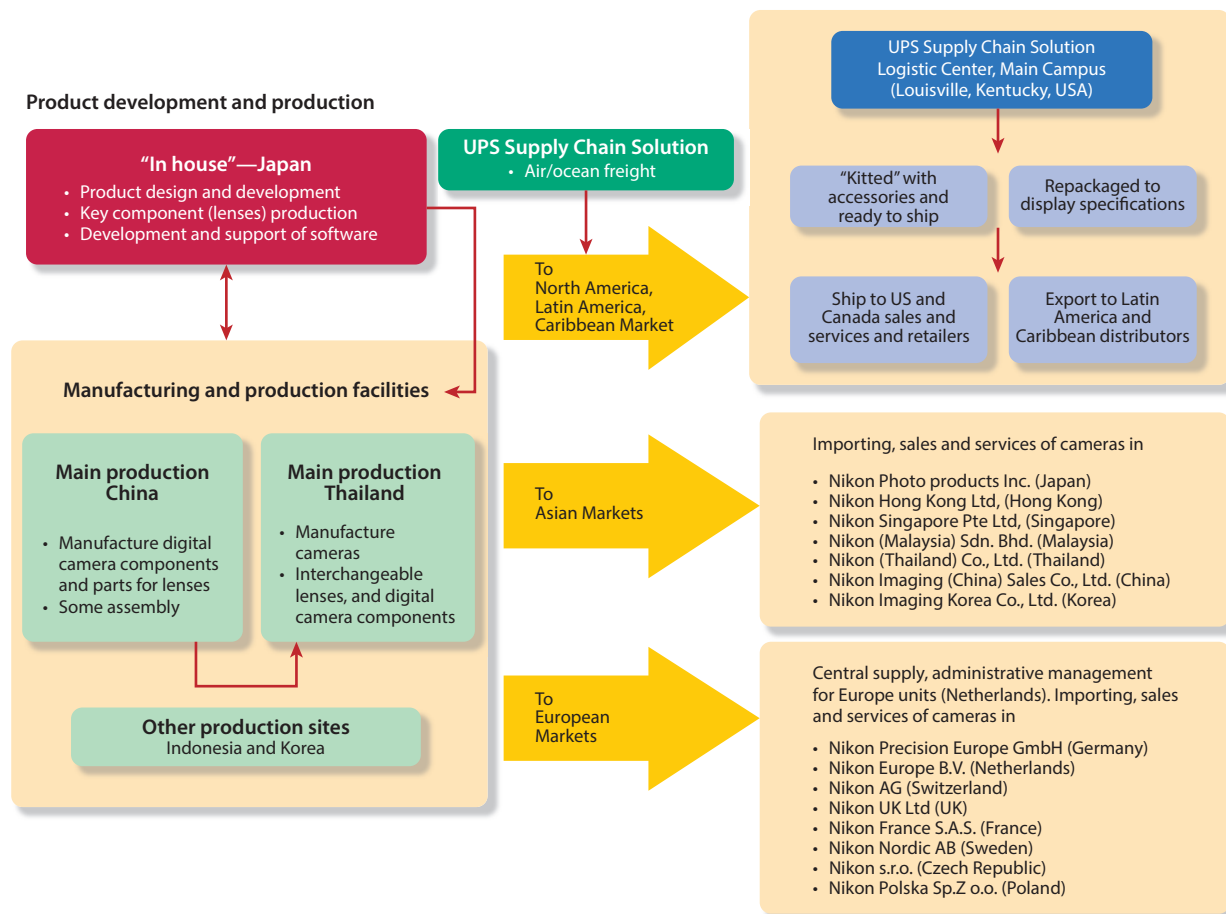 Product development and production
"In house"—Japan
• Product design and development
• Key component (lenses) production
• Development and support of software
UPS Supply Chain Solution
• Air/ocean freight
To
North America,
Latin America,
Caribbean Market
UPS Supply Chain Solution
Logistic Center, Main Campus
(Louisville, Kentucky, USA)
"Kitted" with
accessories and
ready to ship
Repackaged to
display specifications
Ship to US and
Canada sales and
services and retailers
Export to Latin
America and
Caribbean distributors
Manufacturing and production facilities
Main production
China
• Manufacture digital
camera components
and parts for lenses
• Some assembly
Main production
Thailand
• Manufacture
cameras
• Interchangeable
lenses, and digital
camera components
Other production sites
Indonesia and Korea
To
Asian Markets
Importing, sales and services of cameras in
• Nikon Photo products Inc. (Japan)
• Nikon Hong Kong Ltd, (Hong Kong)
• Nikon Singapore Pte Ltd, (Singapore)
• Nikon (Malaysia) Sdn. Bhd. (Malaysia)
• Nikon (Thailand) Co., Ltd. (Thailand)
• Nikon Imaging (China) Sales Co., Ltd. (China)
• Nikon Imaging Korea Co., Ltd. (Korea)
To
European
Markets
Central supply, administrative management
for Europe units (Netherlands). Importing, sales
and services of cameras in
• Nikon Precision Europe GmbH (Germany)
• Nikon Europe B.V. (Netherlands)
• Nikon AG (Switzerland)
• Nikon UK Ltd (UK)
• Nikon France S.A.S. (France)
• Nikon Nordic AB (Sweden)
• Nikon s.r.o. (Czech Republic)
• Nikon Polska Sp.Z o.o. (Poland)